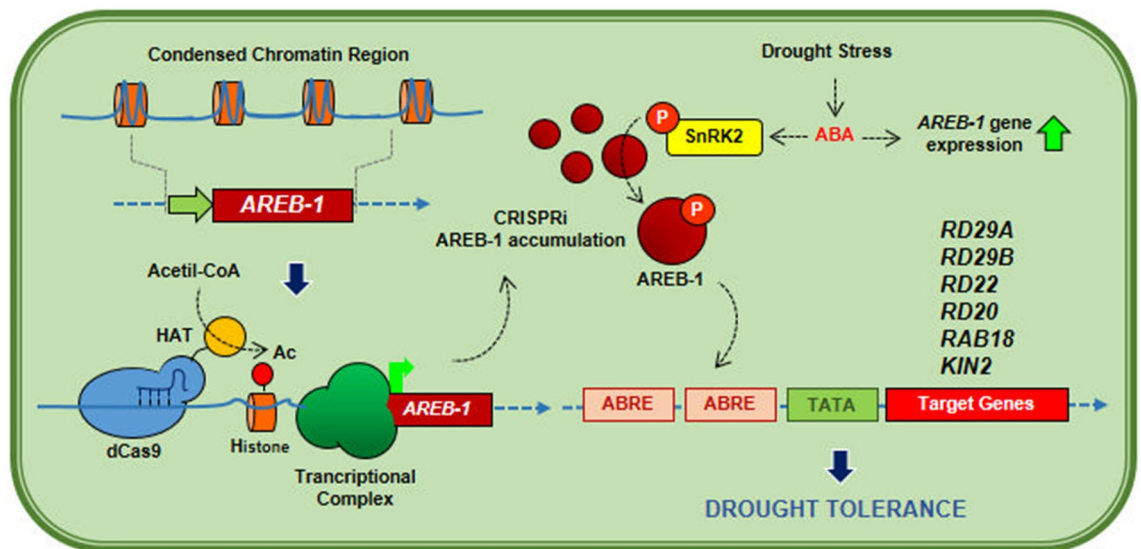 Condensed Chromatin Region
AREB-1
Acetil-CoA
HAT
Ac
dCas9
Histone
Trancriptional
Complex
AREB-1
CRISPRi
AREB-1 accumulation
Drought Stress
P
SnRK2
ABA
AREB-1 gene
expression
P
AREB-1
RD29A
RD29B
RD22
RD20
RAB18
KIN2
ABRE
ABRE
TATA
Target Genes
DROUGHT TOLERANCE